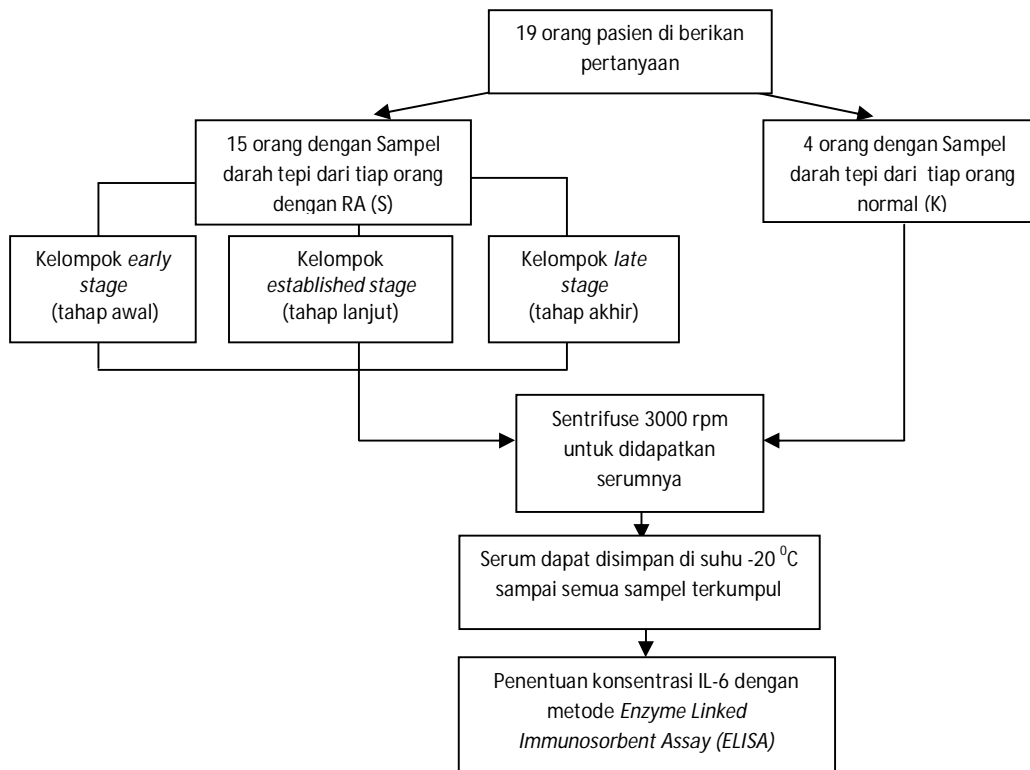 19 orang pasien di berikan
pertanyaan
15 orang dengan Sampel
darah tepi dari tiap orang
dengan RA (S)
4 orang dengan Sampel
darah tepi dari tiap orang
normal (K)
Kelompok early
stage
(tahap awal)
Kelompok
established stage
(tahap lanjut)
Kelompok late
stage
(tahap akhir)
Sentrifuse 3000 rpm
untuk didapatkan
serumnya
Serum dapat disimpan di suhu -20 ⁰C
sampai semua sampel terkumpul
Penentuan konsentrasi IL-6 dengan
metode Enzyme Linked
Immunosorbent Assay (ELISA)